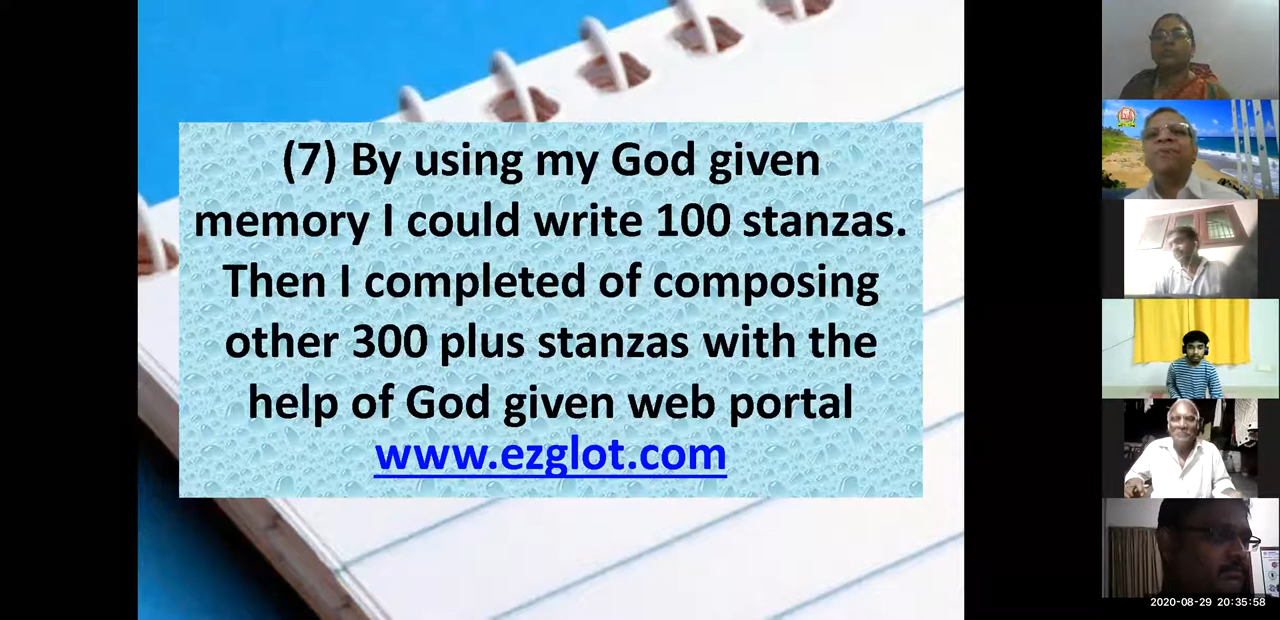 (7) By using my God given
memory I could write 100 stanzas.
Then I completed of composing
other 300 plus stanzas with the
help of God given web portal
www.ezglot.com
2020-08-29 20:35:58